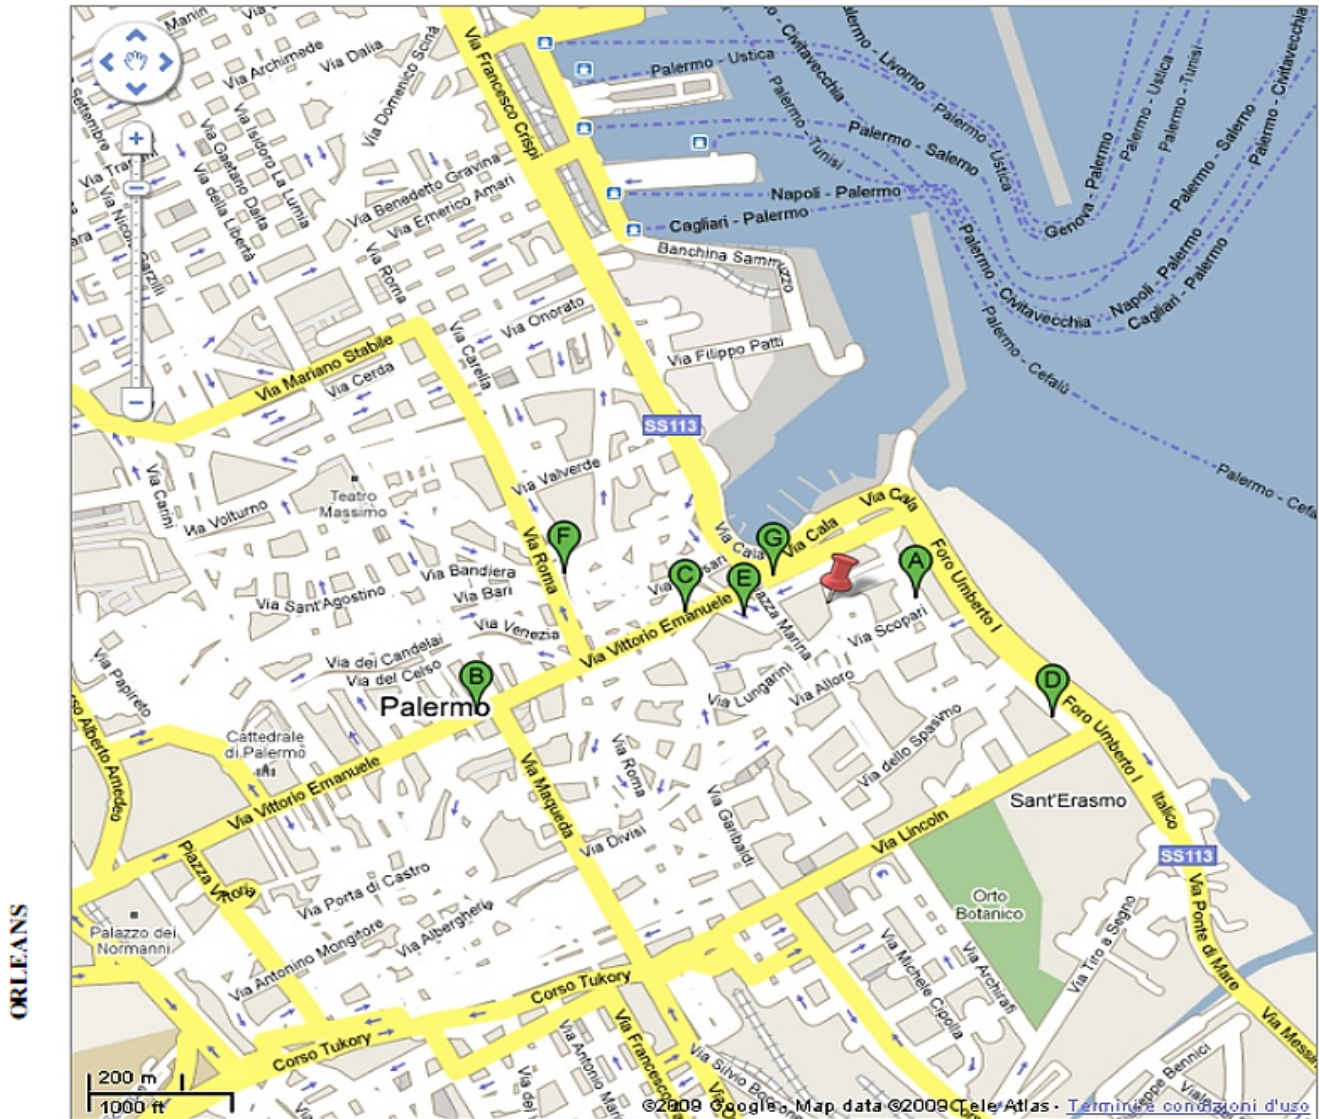 Manin
Via Archimede
Via Dalia
Via Domenico Scinà
Via Francesco Crispi
Settembre
Via Isidoro La Lumia
Via Gaetano Daita
Via della Libertà
Via Benedetto Gravina
Via Emerico Amari
Via Roma
Palermo - Ustica
Civitavecchia
Palermo - Tunisi
Palermo - Salerno
Palermo - Ustica
Napoli - Palermo
Cagliari - Palermo
Genova - Palermo
Palermo - Ustica
Palermo - Tunisi
Palermo - Salerno
Palermo - Civitavecchia
Palermo
Civitavecchia
Napoli - Palermo
Cagliari - Palermo
Palermo - Cefalù
Palermo - Cefa
Banchina Sammuzzo
Via Onorato
Via Filippo Patti
Via Carella
Via Mariano Stabile
Via Cerda
SS113
Via Carini
Via Volturno
Teatro
Massimo
Via Valverde
Via Roma
Via Cala
Via Cala
Via Cala
F
G
C
E
A
B
D
Via Bandiera
Via Bari
Via Sant'Agostino
Via Venezia
Via dei Candelai
Via del Celso
Via Papireto
Via Vittorio Emanuele
Piazza Marina
Via Scopari
Foro Umberto I
Via Lungarini
Via Alloro
Via dello Spasimo
Palermo
Cattedrale
di Palermo
Via Vittorio Emanuele
Via Maqueda
Via Roma
Via Garibaldi
Via Divisi
Via Lincoln
Foro Umberto I
Italico
Sant'Erasmo
SS113
Via Ponte di Mare
Orto
Botanico
Via Tiro a Segno
Via Archirafi
Via Michele Cipolla
Piazza Vittoria
Via Porta di Castro
Via Albergheria
Via Antonino Mongitore
Palazzo dei
Normanni
Corso Tukory
Corso Tukory
Via Francesco
Via Antonio
ORLEANS
200 m
1000 ft
©2009 Google - Map data ©2009 Tele Atlas - Termini e condizioni d'uso